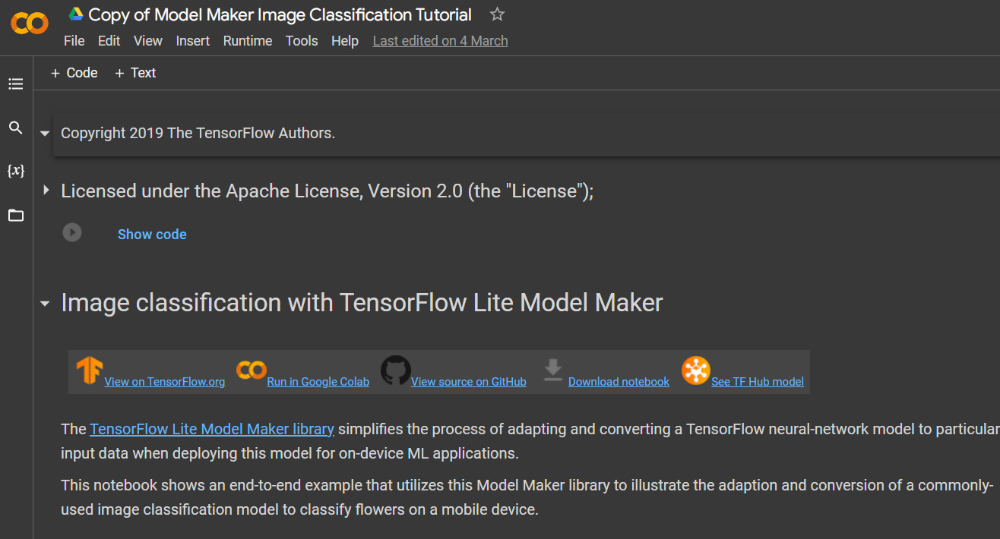 Copy of Model Maker Image Classification Tutorial
File Edit View Insert Runtime Tools Help Last edited on 4 March
+ Code + Text
Copyright 2019 The TensorFlow Authors.
{x}
Licensed under the Apache License, Version 2.0 (the "License");
Show code
Image classification with TensorFlow Lite Model Maker
View on TensorFlow.org Run in Google Colab View source on GitHub Download notebook See TF Hub model
The TensorFlow Lite Model Maker library simplifies the process of adapting and converting a TensorFlow neural-network model to particular
input data when deploying this model for on-device ML applications.
This notebook shows an end-to-end example that utilizes this Model Maker library to illustrate the adaption and conversion of a commonly-
used image classification model to classify flowers on a mobile device.